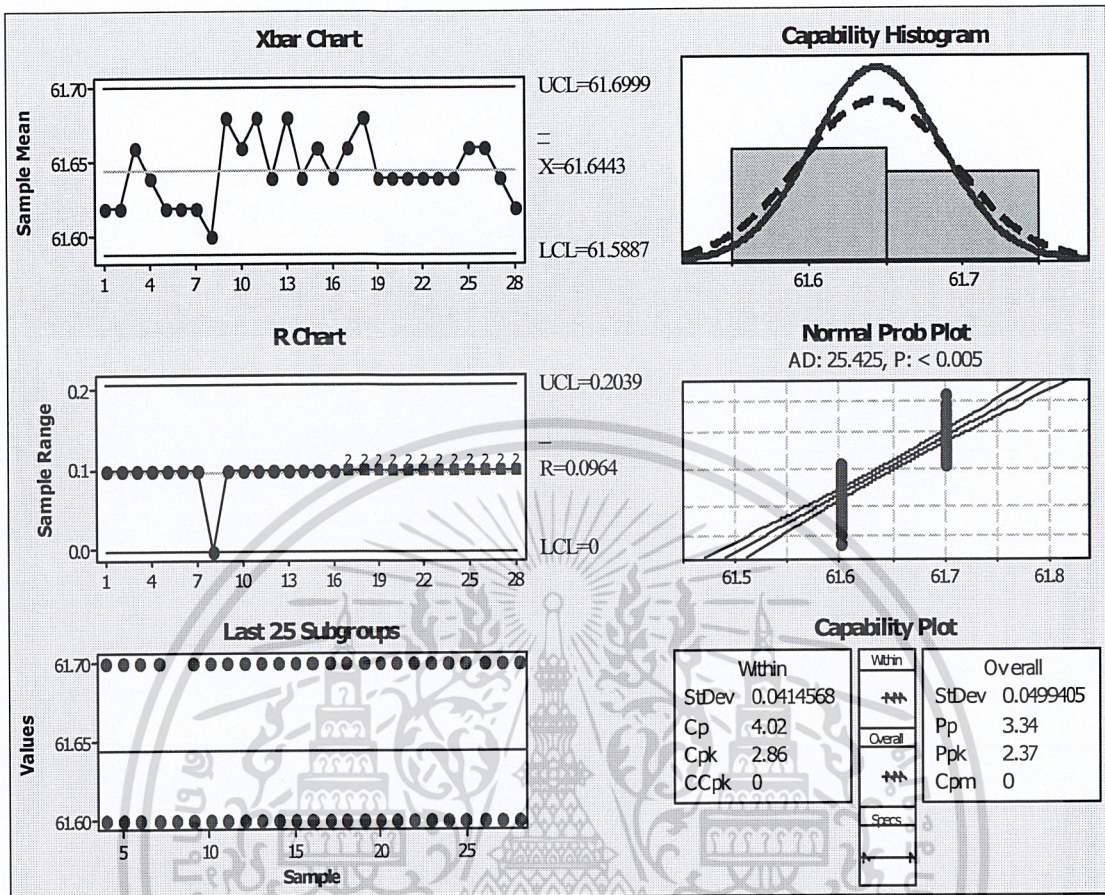 Xbar Chart
Sample Mean
61.70
61.65
61.60
UCL=61.6999
X=61.6443
LCL=61.5887
1 4 7 10 13 16 19 22 25 28
Capability Histogram
61.6 61.7
R Chart
Sample Range
0.2
0.1
0.0
2 2 2 2 2 2 2 2 2 2 2 2
UCL=0.2039
R=0.0964
LCL=0
1 4 7 10 13 16 19 22 25 28
Normal Prob Plot
AD: 25.425, P: < 0.005
61.5 61.6 61.7 61.8
Last 25 Subgroups
Values
61.70
61.65
61.60
5 10 15 20 25
Sample
Capability Plot
Within
StDev 0.0414568
Cp 4.02
Cpk 2.86
CCpk 0
Within
Overall
Specs
Overall
StDev 0.0499405
Pp 3.34
Ppk 2.37
Cpm 0